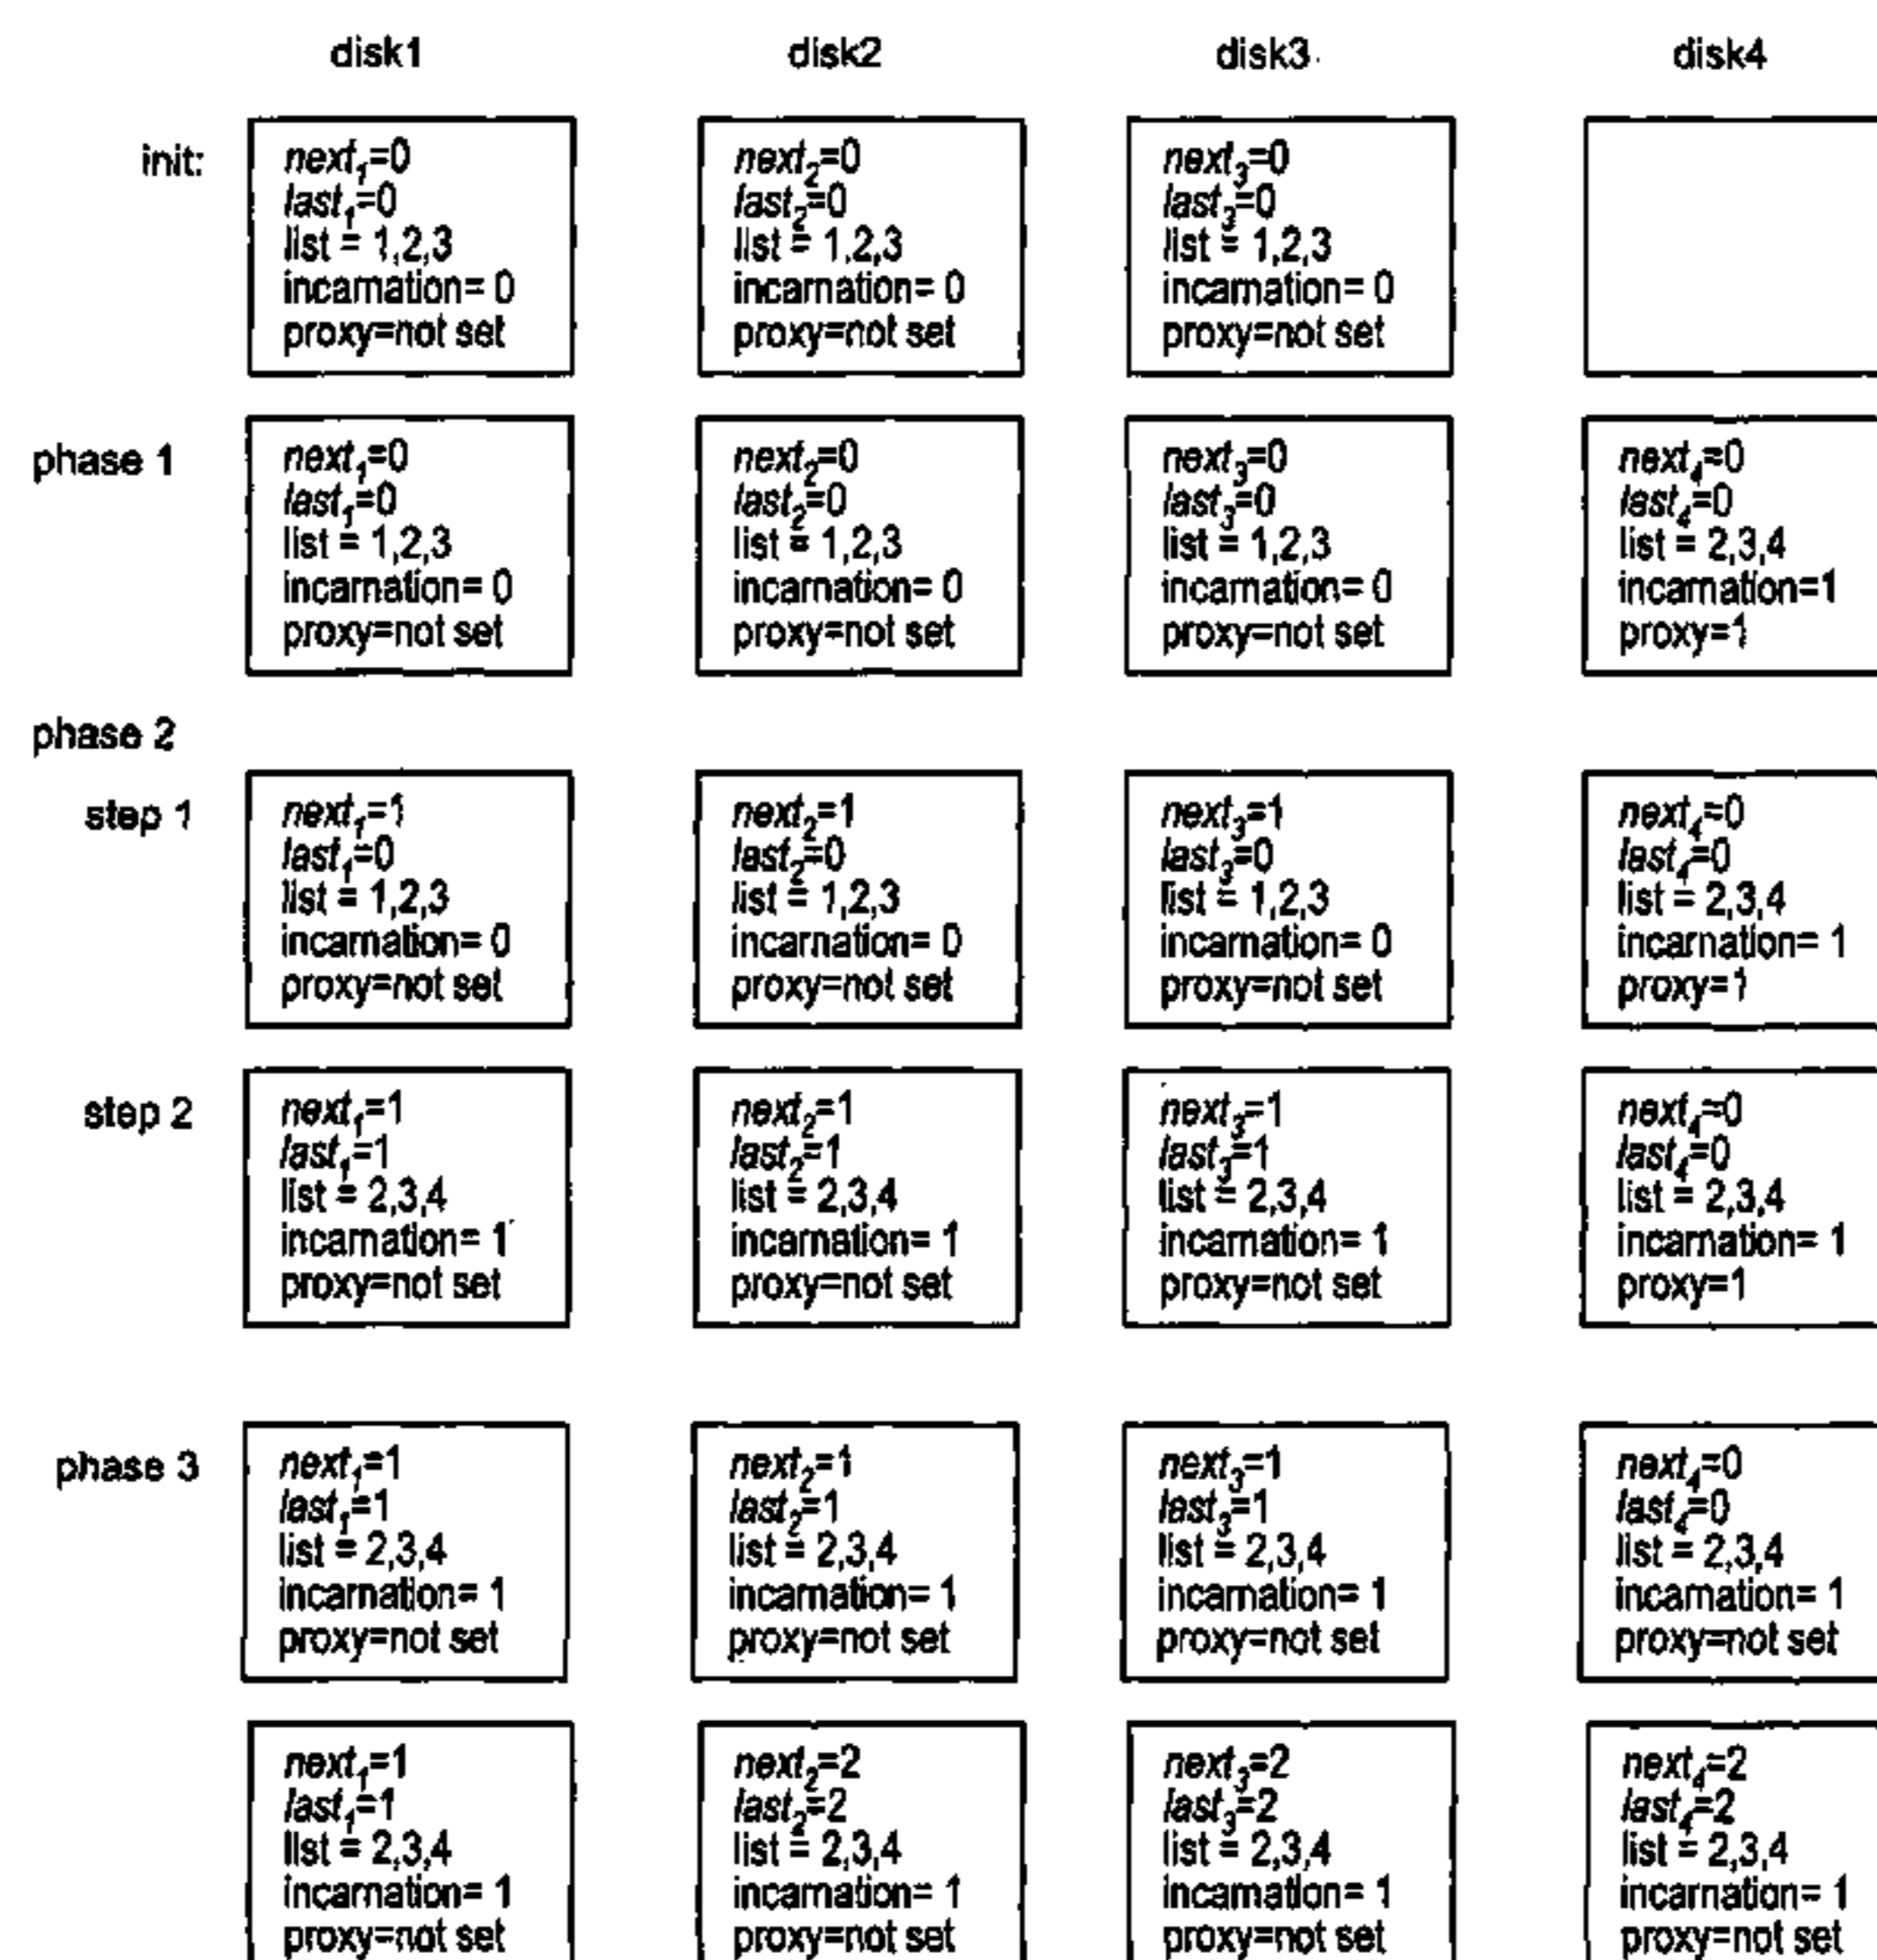 disk1 disk2 disk3 disk4
init:
next₁=0
last₁=0
list = 1,2,3
incarnation= 0
proxy=not set
next₂=0
last₂=0
list = 1,2,3
incarnation= 0
proxy=not set
next₃=0
last₃=0
list = 1,2,3
incarnation= 0
proxy=not set
phase 1
next₁=0
last₁=0
list = 1,2,3
incarnation= 0
proxy=not set
next₂=0
last₂=0
list = 1,2,3
incarnation= 0
proxy=not set
next₃=0
last₃=0
list = 1,2,3
incarnation= 0
proxy=not set
next₄=0
last₄=0
list = 2,3,4
incarnation=1
proxy=1
phase 2
step 1
next₁=1
last₁=0
list = 1,2,3
incarnation= 0
proxy=not set
next₂=1
last₂=0
list = 1,2,3
incarnation= 0
proxy=not set
next₃=1
last₃=0
list = 1,2,3
incarnation= 0
proxy=not set
next₄=0
last₄=0
list = 2,3,4
incarnation= 1
proxy=1
step 2
next₁=1
last₁=1
list = 2,3,4
incarnation= 1
proxy=not set
next₂=1
last₂=1
list = 2,3,4
incarnation= 1
proxy=not set
next₃=1
last₃=1
list = 2,3,4
incarnation= 1
proxy=not set
next₄=0
last₄=0
list = 2,3,4
incarnation= 1
proxy=1
phase 3
next₁=1
last₁=1
list = 2,3,4
incarnation= 1
proxy=not set
next₂=1
last₂=1
list = 2,3,4
incarnation= 1
proxy=not set
next₃=1
last₃=1
list = 2,3,4
incarnation= 1
proxy=not set
next₄=0
last₄=0
list = 2,3,4
incarnation= 1
proxy=not set
next₁=1
last₁=1
list = 2,3,4
incarnation= 1
proxy=not set
next₂=2
last₂=2
list = 2,3,4
incarnation= 1
proxy=not set
next₃=2
last₃=2
list = 2,3,4
incarnation= 1
proxy=not set
next₄=2
last₄=2
list = 2,3,4
incarnation= 1
proxy=not set